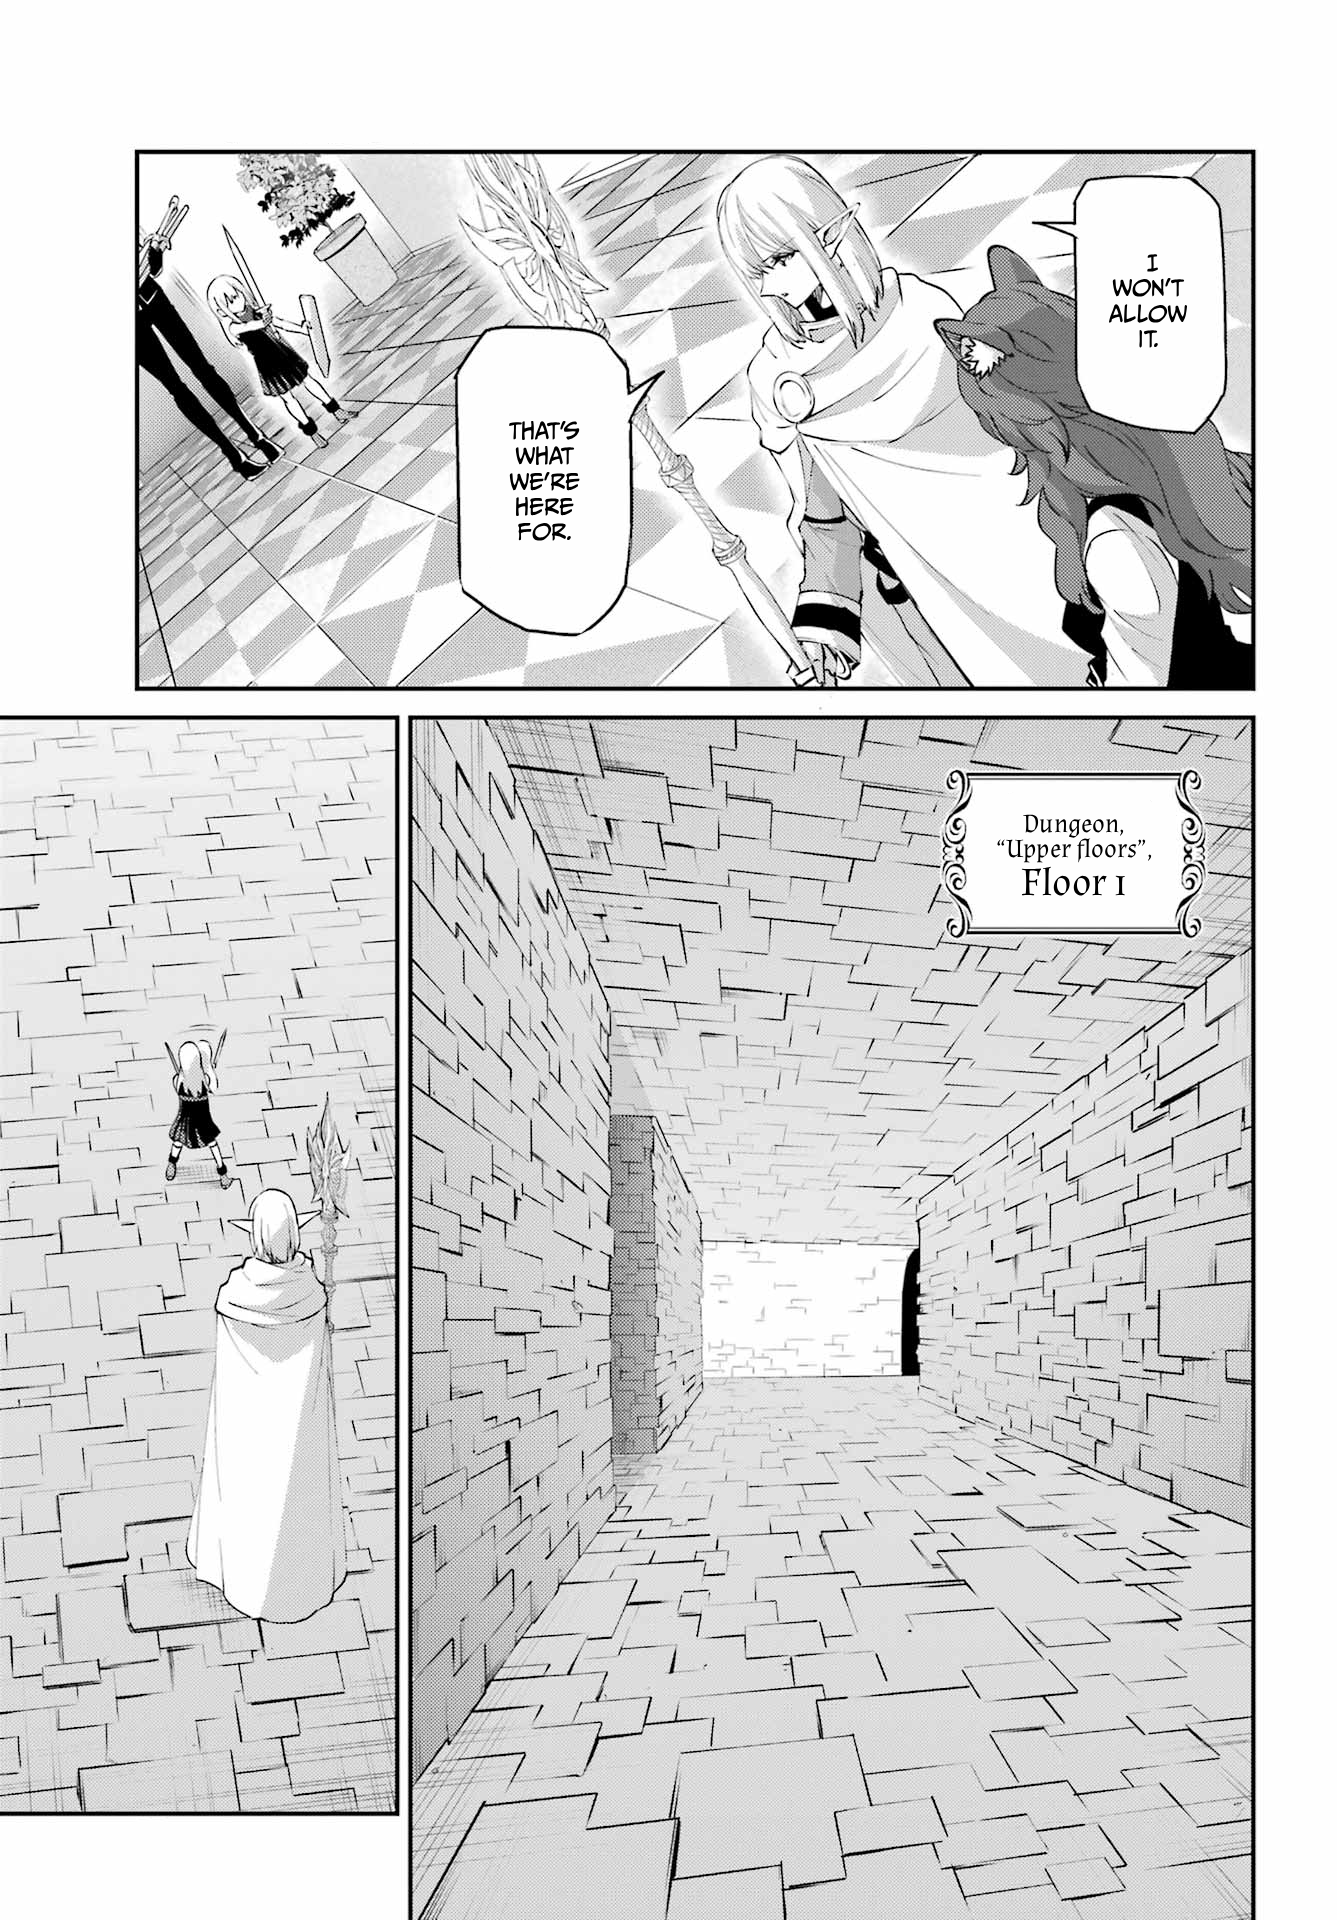 I
WON'T
ALLOW
IT.
THAT'S
WHAT
WE'RE
HERE
FOR.
Dungeon,
"Upper floors",
Floor 1